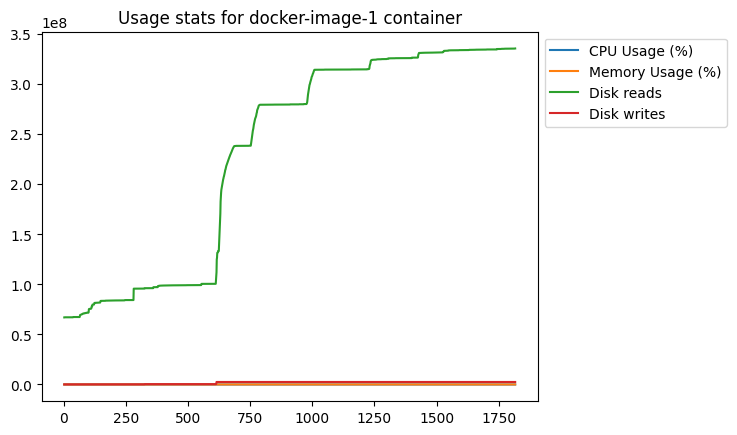 Usage stats for docker-image-1 container
1e8
3.5
3.0
2.5
2.0
1.5
1.0
0.5
0.0
0 250 500 750 1000 1250 1500 1750
CPU Usage (%)
Memory Usage (%)
Disk reads
Disk writes